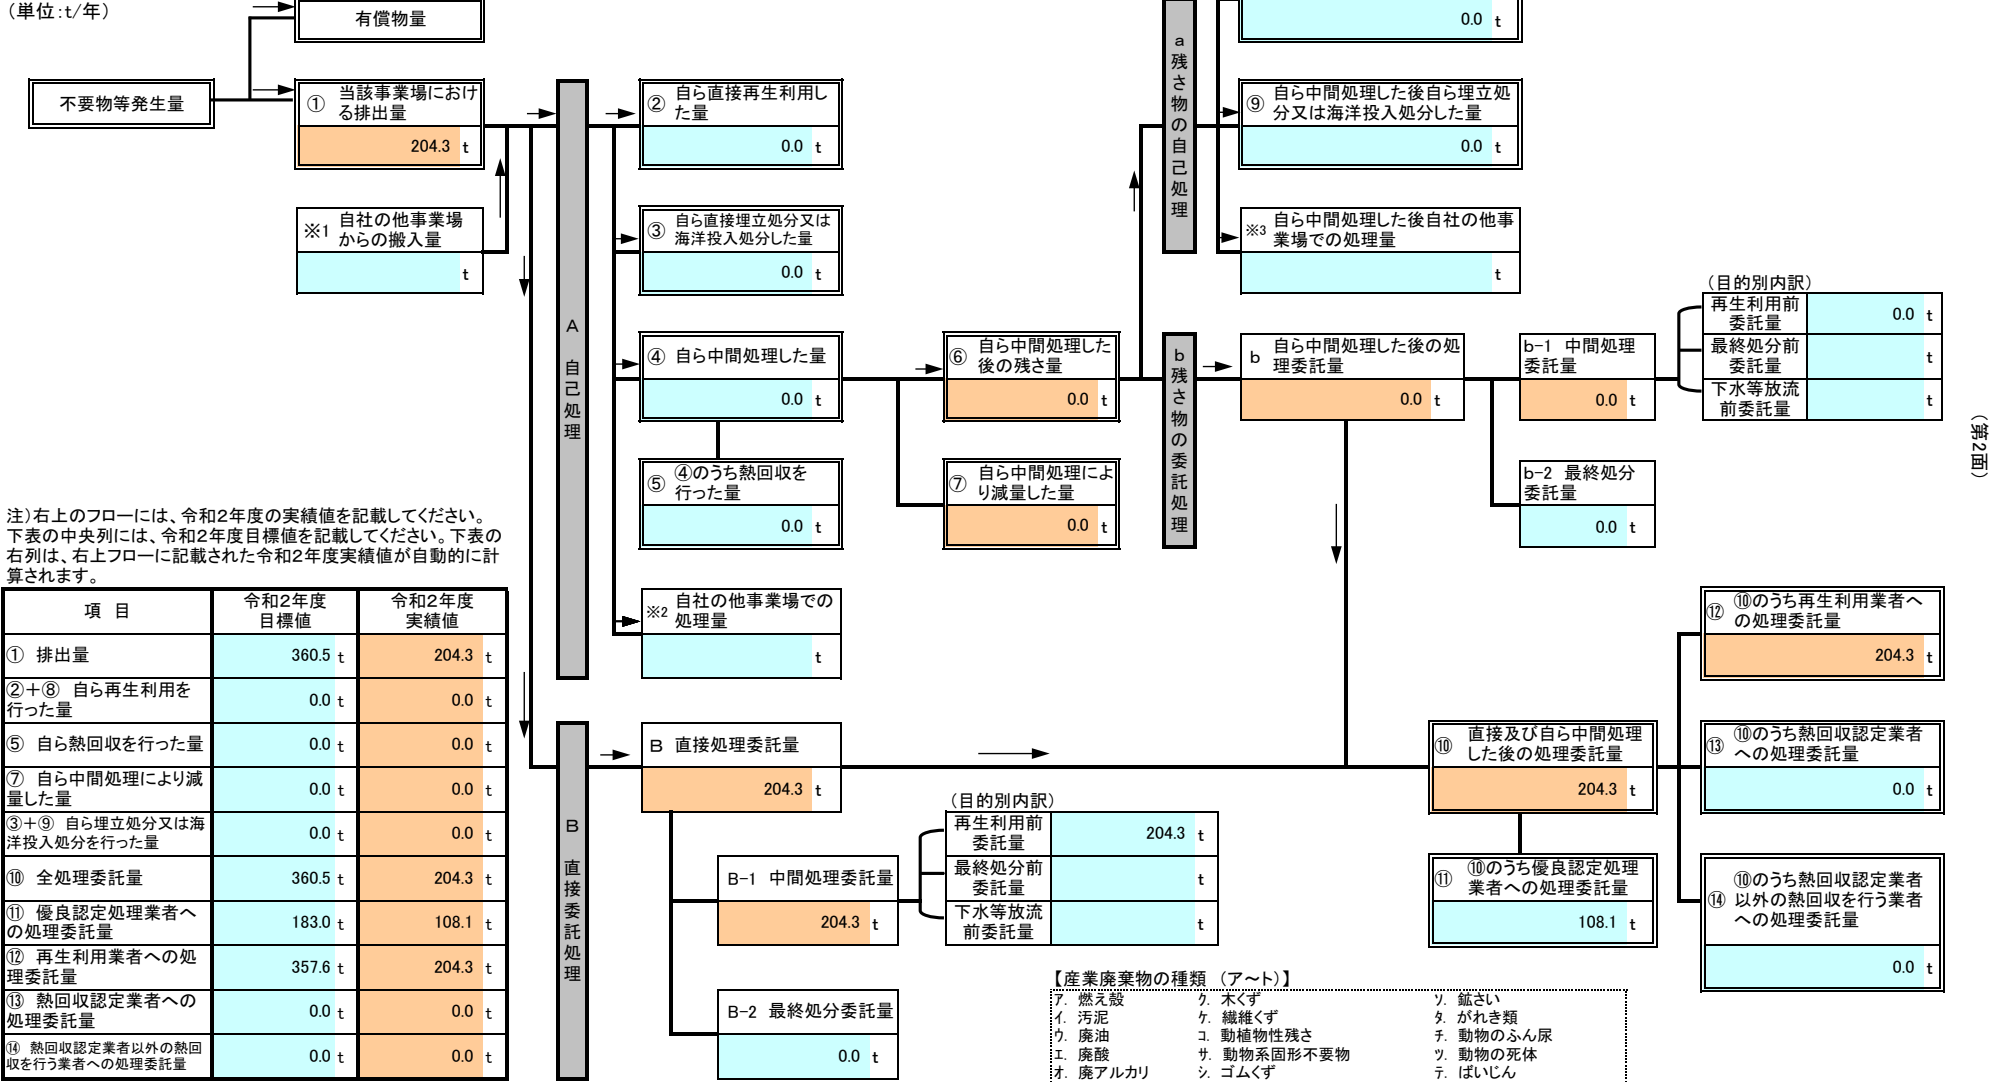 (単位:t/年)
有償物量
0.0 t
不要物等発生量
① 当該事業場におけ
る排出量
204.3 t
※1 自社の他事業場
からの搬入量
t
A 自己処理
② 自ら直接再生利用し
た量
0.0 t
③ 自ら直接埋立処分又は
海洋投入処分した量
0.0 t
④ 自ら中間処理した量
0.0 t
⑤ ④のうち熱回収を
行った量
0.0 t
※2 自社の他事業場での
処理量
t
⑥ 自ら中間処理した
後の残さ量
0.0 t
⑦ 自ら中間処理によ
り減量した量
0.0 t
a残さ物の自己処理
⑨ 自ら中間処理した後自ら埋立処
分又は海洋投入処分した量
0.0 t
※3 自ら中間処理した後自社の他事
業場での処理量
t
b残さ物の委託処理
b 自ら中間処理した後の処
理委託量
0.0 t
b-1 中間処理
委託量
0.0 t
b-2 最終処分
委託量
0.0 t
(目的別内訳)
再生利用前
委託量
0.0 t
最終処分前
委託量
t
下水等放流
前委託量
t
(第2面)
注)右上のフローには、令和2年度の実績値を記載してください。
下表の中央列には、令和2年度目標値を記載してください。下表の
右列は、右上フローに記載された令和2年度実績値が自動的に計
算されます。
項 目 令和2年度
目標値 令和2年度
実績値
① 排出量 360.5 t 204.3 t
②+⑧ 自ら再生利用を
行った量 0.0 t 0.0 t
⑤ 自ら熱回収を行った量 0.0 t 0.0 t
⑦ 自ら中間処理により減
量した量 0.0 t 0.0 t
③+⑨ 自ら埋立処分又は海
洋投入処分を行った量 0.0 t 0.0 t
⑩ 全処理委託量 360.5 t 204.3 t
⑪ 優良認定処理業者へ
の処理委託量 183.0 t 108.1 t
⑫ 再生利用業者への処
理委託量 357.6 t 204.3 t
⑬ 熱回収認定業者への
処理委託量 0.0 t 0.0 t
⑭ 熱回収認定業者以外の熱回
収を行う業者への処理委託量 0.0 t 0.0 t
B 直接委託処理
B 直接処理委託量
204.3 t
B-1 中間処理委託量
204.3 t
B-2 最終処分委託量
0.0 t
(目的別内訳)
再生利用前
委託量
204.3 t
最終処分前
委託量
t
下水等放流
前委託量
t
⑩ 直接及び自ら中間処理
した後の処理委託量
204.3 t
⑪ ⑩のうち優良認定処理
業者への処理委託量
108.1 t
⑫ ⑩のうち再生利用業者へ
の処理委託量
204.3 t
⑬ ⑩のうち熱回収認定業者
への処理委託量
0.0 t
⑭ ⑩のうち熱回収認定業者
以外の熱回収を行う業者
への処理委託量
0.0 t
【産業廃棄物の種類 (ア~ト)】
ア. 燃え殻 ク. 木くず ソ. 鉱さい
イ. 汚泥 ケ. 繊維くず タ. がれき類
ウ. 廃油 コ. 動植物性残さ チ. 動物のふん尿
エ. 廃酸 サ. 動物系固形不要物 ツ. 動物の死体
オ. 廃アルカリ シ. ゴムくず テ. ばいじん